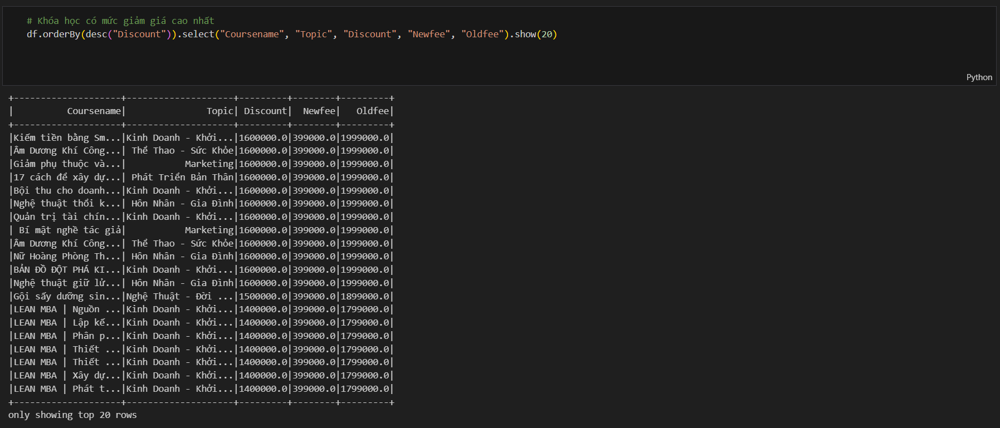 # Khóa học có mức giảm giá cao nhất
df.orderBy(desc("Discount")).select("Coursename", "Topic", "Discount", "Newfee", "Oldfee").show(20)
Python
+--------------------+--------------------+---------+--------+---------+
|          Coursename|               Topic| Discount|  Newfee|   Oldfee|
+--------------------+--------------------+---------+--------+---------+
|Kiếm tiền bằng Sm...|Kinh Doanh - Khởi...|1600000.0|399000.0|1999000.0|
|Âm Dương Khí Công...| Thể Thao - Sức Khỏe|1600000.0|399000.0|1999000.0|
|Giảm phụ thuộc và...|           Marketing|1600000.0|399000.0|1999000.0|
|17 cách để xây dự...| Phát Triển Bản Thân|1600000.0|399000.0|1999000.0|
|Bội thu cho doanh...|Kinh Doanh - Khởi...|1600000.0|399000.0|1999000.0|
|Nghệ thuật thổi k...| Hôn Nhân - Gia Đình|1600000.0|399000.0|1999000.0|
|Quản trị tài chín...|Kinh Doanh - Khởi...|1600000.0|399000.0|1999000.0|
| Bí mật nghề tác giả|           Marketing|1600000.0|399000.0|1999000.0|
|Âm Dương Khí Công...| Thể Thao - Sức Khỏe|1600000.0|399000.0|1999000.0|
|Nữ Hoàng Phòng Th...| Hôn Nhân - Gia Đình|1600000.0|399000.0|1999000.0|
|BẢN ĐỒ ĐỘT PHÁ KI...|Kinh Doanh - Khởi...|1600000.0|399000.0|1999000.0|
|Nghệ thuật giữ lử...| Hôn Nhân - Gia Đình|1600000.0|399000.0|1999000.0|
|Gội sấy dưỡng sin...|Nghệ Thuật - Đời ...|1500000.0|399000.0|1899000.0|
|LEAN MBA | Nguồn ...|Kinh Doanh - Khởi...|1400000.0|399000.0|1799000.0|
|LEAN MBA | Lập kế...|Kinh Doanh - Khởi...|1400000.0|399000.0|1799000.0|
|LEAN MBA | Phân p...|Kinh Doanh - Khởi...|1400000.0|399000.0|1799000.0|
|LEAN MBA | Thiết ...|Kinh Doanh - Khởi...|1400000.0|399000.0|1799000.0|
|LEAN MBA | Thiết ...|Kinh Doanh - Khởi...|1400000.0|399000.0|1799000.0|
|LEAN MBA | Xây dự...|Kinh Doanh - Khởi...|1400000.0|399000.0|1799000.0|
|LEAN MBA | Phát t...|Kinh Doanh - Khởi...|1400000.0|399000.0|1799000.0|
+--------------------+--------------------+---------+--------+---------+
only showing top 20 rows